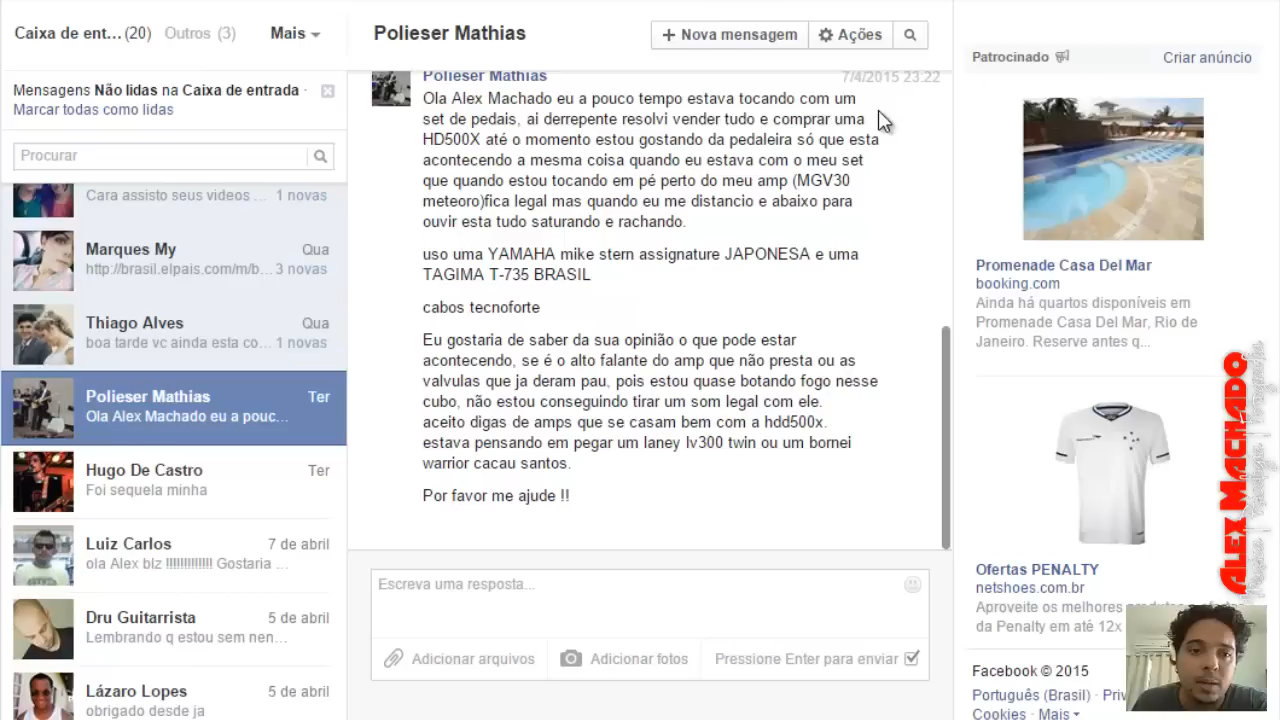 Caixa de ent... (20) Outros (3) Mais
Mensagens Não lidas na Caixa de entrada ·
Marcar todas como lidas
Procurar
Cara assisto seus videos ... 1 novas
Marques My Qua
http://brasil.elpais.com/m/b... 3 novas
Thiago Alves Qua
boa tarde vc ainda esta co... 1 novas
Polieser Mathias Ter
Ola Alex Machado eu a pouc...
Hugo De Castro Ter
Foi sequela minha
Luiz Carlos 7 de abril
ola Alex blz !!!!!!!!!!!!! Gostaria ...
Dru Guitarrista 5 de abril
Lembrando q estou sem nen...
Lázaro Lopes 5 de abril
obrigado desde ja
Polieser Mathias
Nova mensagem
Ações
Polieser Mathias 7/4/2015 23:22
Ola Alex Machado eu a pouco tempo estava tocando com um
set de pedais, ai derrepente resolvi vender tudo e comprar uma
HD500X até o momento estou gostando da pedaleira só que esta
acontecendo a mesma coisa quando eu estava com o meu set
que quando estou tocando em pé perto do meu amp (MGV30
meteoro)fica legal mas quando eu me distancio e abaixo para
ouvir esta tudo saturando e rachando.
uso uma YAMAHA mike stern assignature JAPONESA e uma
TAGIMA T-735 BRASIL
cabos tecnoforte
Eu gostaria de saber da sua opinião o que pode estar
acontecendo, se é o alto falante do amp que não presta ou as
valvulas que ja deram pau, pois estou quase botando fogo nesse
cubo, não estou conseguindo tirar um som legal com ele.
aceito digas de amps que se casam bem com a hdd500x.
estava pensando em pegar um laney lv300 twin ou um bornei
warrior cacau santos.
Por favor me ajude !!
Escreva uma resposta...
Adicionar arquivos
Adicionar fotos
Pressione Enter para enviar
Patrocinado
Criar anúncio
Promenade Casa Del Mar
booking.com
Ainda há quartos disponíveis em
Promenade Casa Del Mar, Rio de
Janeiro. Reserve antes q...
Ofertas PENALTY
netshoes.com.br
Aproveite os melhores
da Penalty em até 12x
Facebook © 2015
Português (Brasil) · Priv
Cookies · Mais
ALEX MACHADO